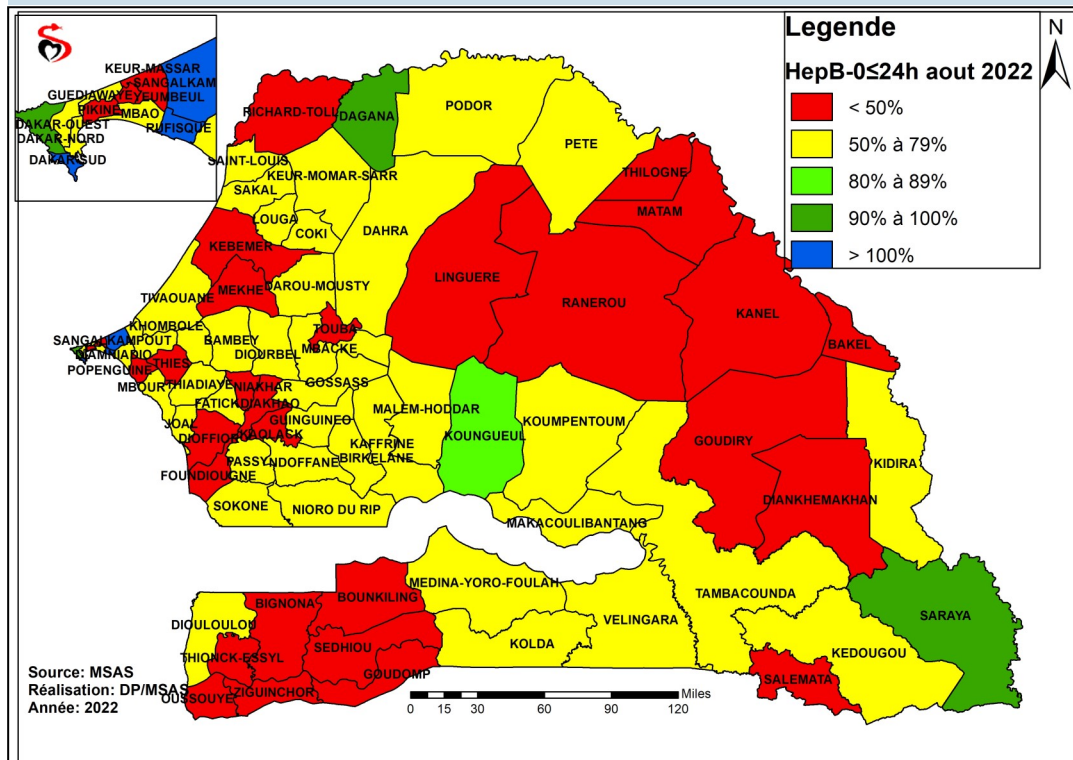 Legende
HepB-0≤24h aout 2022
< 50%
50% à 79%
80% à 89%
90% à 100%
> 100%
N
KEUR-MASSAR
SANGALKAM
GUEDIAWAYE
YEUMBEUL
PIKINE
MBAO
RUFISQUE
DAKAR-OUEST
DAKAR-NORD
DAKAR-SUD
RICHARD-TOLL
DAGANA
PODOR
PETE
THILOGNE
MATAM
SAINT-LOUIS
KEUR-MOMAR-SARR
SAKAL
LOUGA
COKI
DAHRA
KEBEMER
LINGUERE
RANEROU
KANEL
MEKHE
DAROU-MOUSTY
TIVAOUANE
KHOMBOLE
TOUBA
BAKEL
SANGALKAM
POUT
BAMBEY
DIOURBEL
MBACKE
DIAMNIADIO
THIES
POPENGUINE
MBOUR
THIADIAYE
NIAKHAR
GOSSASS
FATICK
DIAKHAO
MALEM-HODDAR
JOAL
GUINGUINEO
KOUNGUEUL
KOUMPENTOUM
DIOFFIOR
KAOLACK
KAFFRINE
GOUDIRY
BIRKELANE
PASSY
NDOFFANE
KIDIRA
FOUNDIOUGNE
SOKONE
NIORO DU RIP
DIANKHEMAKHAN
MAKACOULIBANTANG
MEDINA-YORO-FOULAH
BOUNKILING
BIGNONA
TAMBACOUNDA
DIOULOULON
VELINGARA
SARAYA
KOLDA
SEDHIOU
THIONCK-ESSYL
KEDOUGOU
GOUDOMP
SALEMATA
ZIGUINCHOR
OUSSOUYE
Source: MSAS
Réalisation: DP/MSAS
Année: 2022
Miles
0 15 30 60 90 120